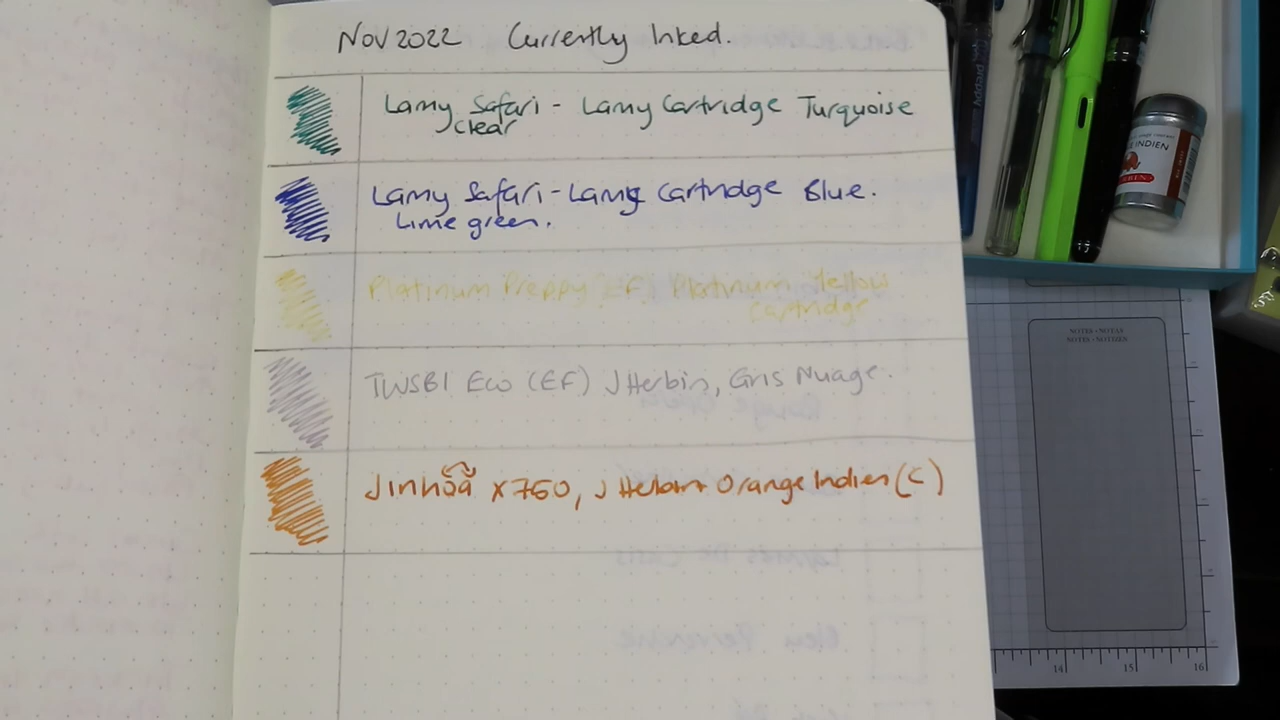 Nov 2022 Currently Inked.
Lamy Safari - Lamy Cartridge Turquoise
clear
Lamy Safari - Lamy Cartridge Blue.
Lime green.
Platinum Preppy (EF) Platinum Yellow
Cartridge
TWSBI Eco (EF) J Herbin, Gris Nuage.
x750, J Herbin Orange Indien (C)
INDIEN
NOTES • NOTAS
NOTES • NOTIZEN
14 15 16